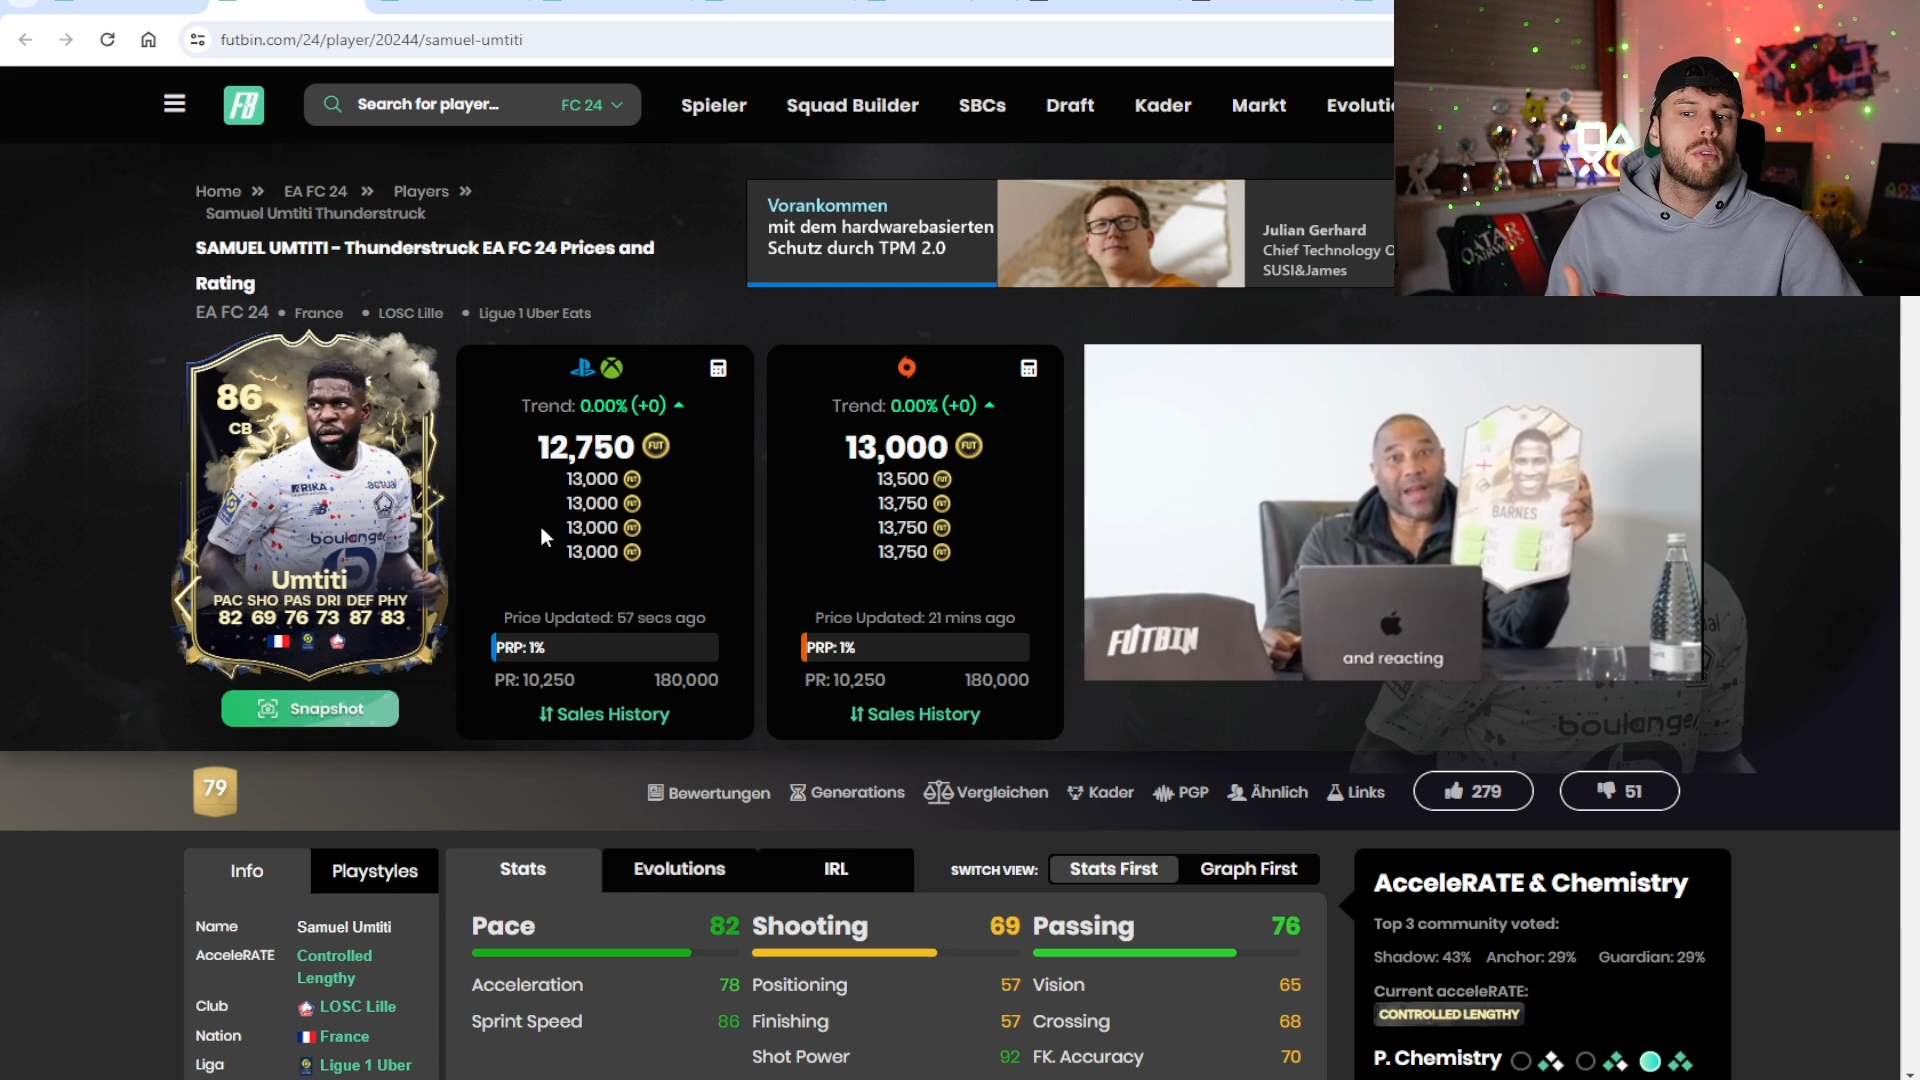 futbin.com/24/player/20244/samuel-umtiti
Search for player...
FC 24
Spieler
Squad Builder
SBCs
Draft
Kader
Markt
Home >> EA FC 24 >> Players >>
Samuel Umtiti Thunderstruck
SAMUEL UMTITI - Thunderstruck EA FC 24 Prices and
Rating
EA FC 24 • France • LOSC Lille • Ligue 1 Uber Eats
Vorankommen
mit dem hardwarebasierten
Schutz durch TPM 2.0
Julian Gerhard
Chief Technology O
SUSI&James
QATAR
AIRWAYS
86
CB
boulanger
Umtiti
PAC SHO PAS DRI DEF PHY
82 69 76 73 87 83
Snapshot
Trend: 0.00% (+0)
12,750
13,000
13,000
13,000
13,000
Price Updated: 57 secs ago
PRP: 1%
PR: 10,250 180,000
Sales History
Trend: 0.00% (+0)
13,000
13,500
13,750
13,750
13,750
Price Updated: 21 mins ago
PRP: 1%
PR: 10,250 180,000
Sales History
BARNES
FUTBIN
and reacting
boulanger
79
Bewertungen
Generations
Vergleichen
Kader
PGP
Ähnlich
Links
279
51
Info
Playstyles
Name Samuel Umtiti
AcceleRATE Controlled
Lengthy
Club LOSC Lille
Nation France
Liga Ligue 1 Uber
Stats
Evolutions
IRL
SWITCH VIEW:
Stats First
Graph First
Pace 82
Acceleration 78
Sprint Speed 86
Shooting 69
Positioning 57
Finishing 57
Shot Power 92
Passing 76
Vision 65
Crossing 68
FK. Accuracy 70
AcceleRATE & Chemistry
Top 3 community voted:
Shadow: 43% Anchor: 29% Guardian: 29%
Current acceleRATE:
CONTROLLED LENGTHY
P. Chemistry